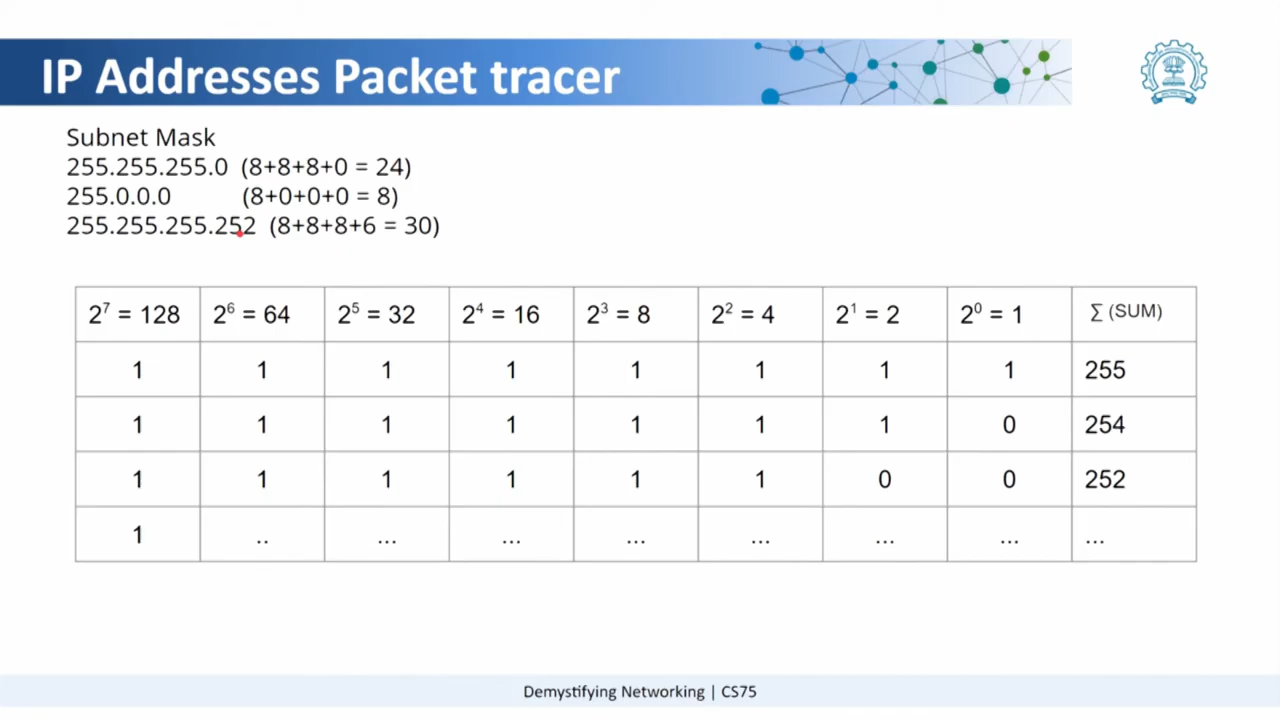 IP Addresses Packet tracer
Subnet Mask
255.255.255.0 (8+8+8+0 = 24)
255.0.0.0 (8+0+0+0 = 8)
255.255.255.252 (8+8+8+6 = 30)
2⁷ = 128 2⁶ = 64 2⁵ = 32 2⁴ = 16 2³ = 8 2² = 4 2¹ = 2 2⁰ = 1 ∑ (SUM)
1 1 1 1 1 1 1 1 255
1 1 1 1 1 1 1 0 254
1 1 1 1 1 1 0 0 252
1 .. ... ... ... ... ... ... ...
Demystifying Networking | CS75